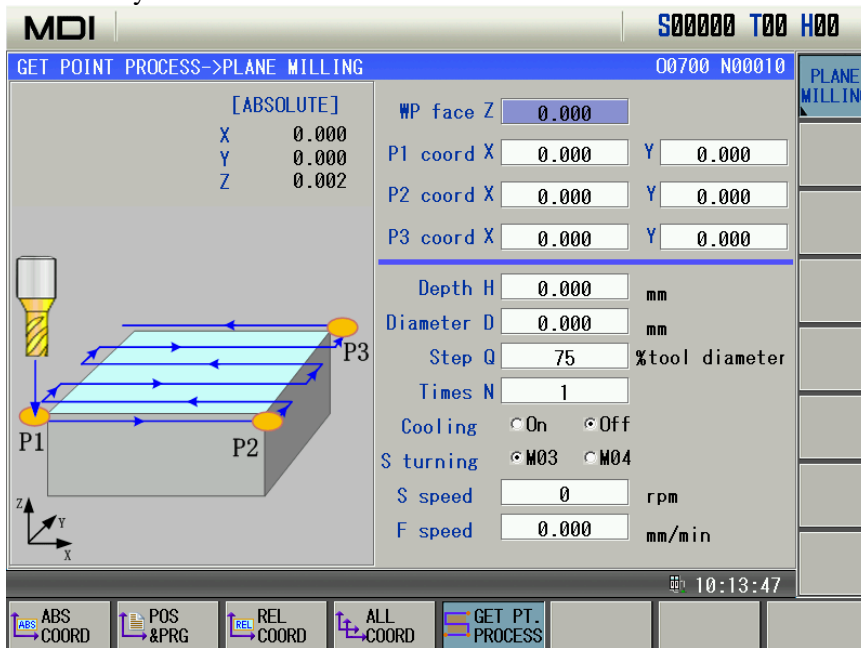 MDI S00000 T00 H00
GET POINT PROCESS->PLANE MILLING O0700 N00010
PLANE
[ABSOLUTE]
X 0.000
Y 0.000
Z 0.002
WP face Z 0.000
P1 coord X 0.000 Y 0.000
P2 coord X 0.000 Y 0.000
P3 coord X 0.000 Y 0.000
Depth H 0.000 mm
Diameter D 0.000 mm
Step Q 75 %tool diameter
Times N 1
Cooling On Off
S turning M03 M04
S speed 0 rpm
F speed 0.000 mm/min
P1
P2
P3
Z
Y
X
10:13:47
ABS ABS
COORD
POS
&PRG
REL REL
COORD
ALL
COORD
GET PT.
PROCESS